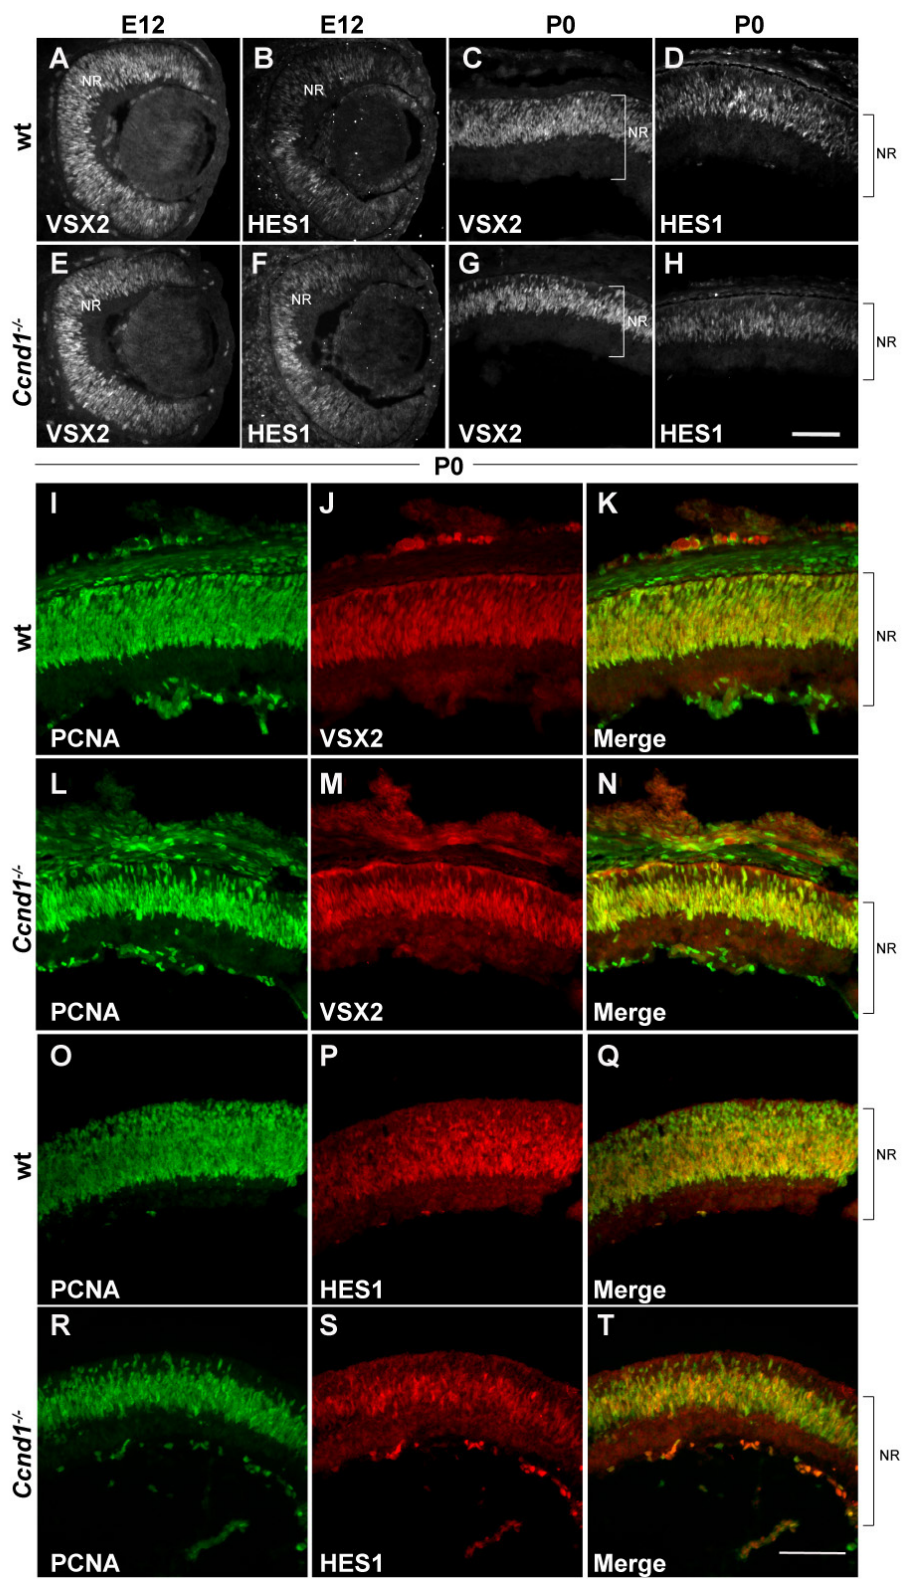 E12 E12 P0 P0
wt
A NR VSX2
B NR HES1
C NR VSX2
D NR HES1
Ccnd1-/-
E NR VSX2
F NR HES1
G NR VSX2
H NR HES1
P0
wt
I PCNA
J VSX2
K NR Merge
Ccnd1-/-
L PCNA
M VSX2
N NR Merge
wt
O PCNA
P HES1
Q NR Merge
Ccnd1-/-
R PCNA
S HES1
T NR Merge